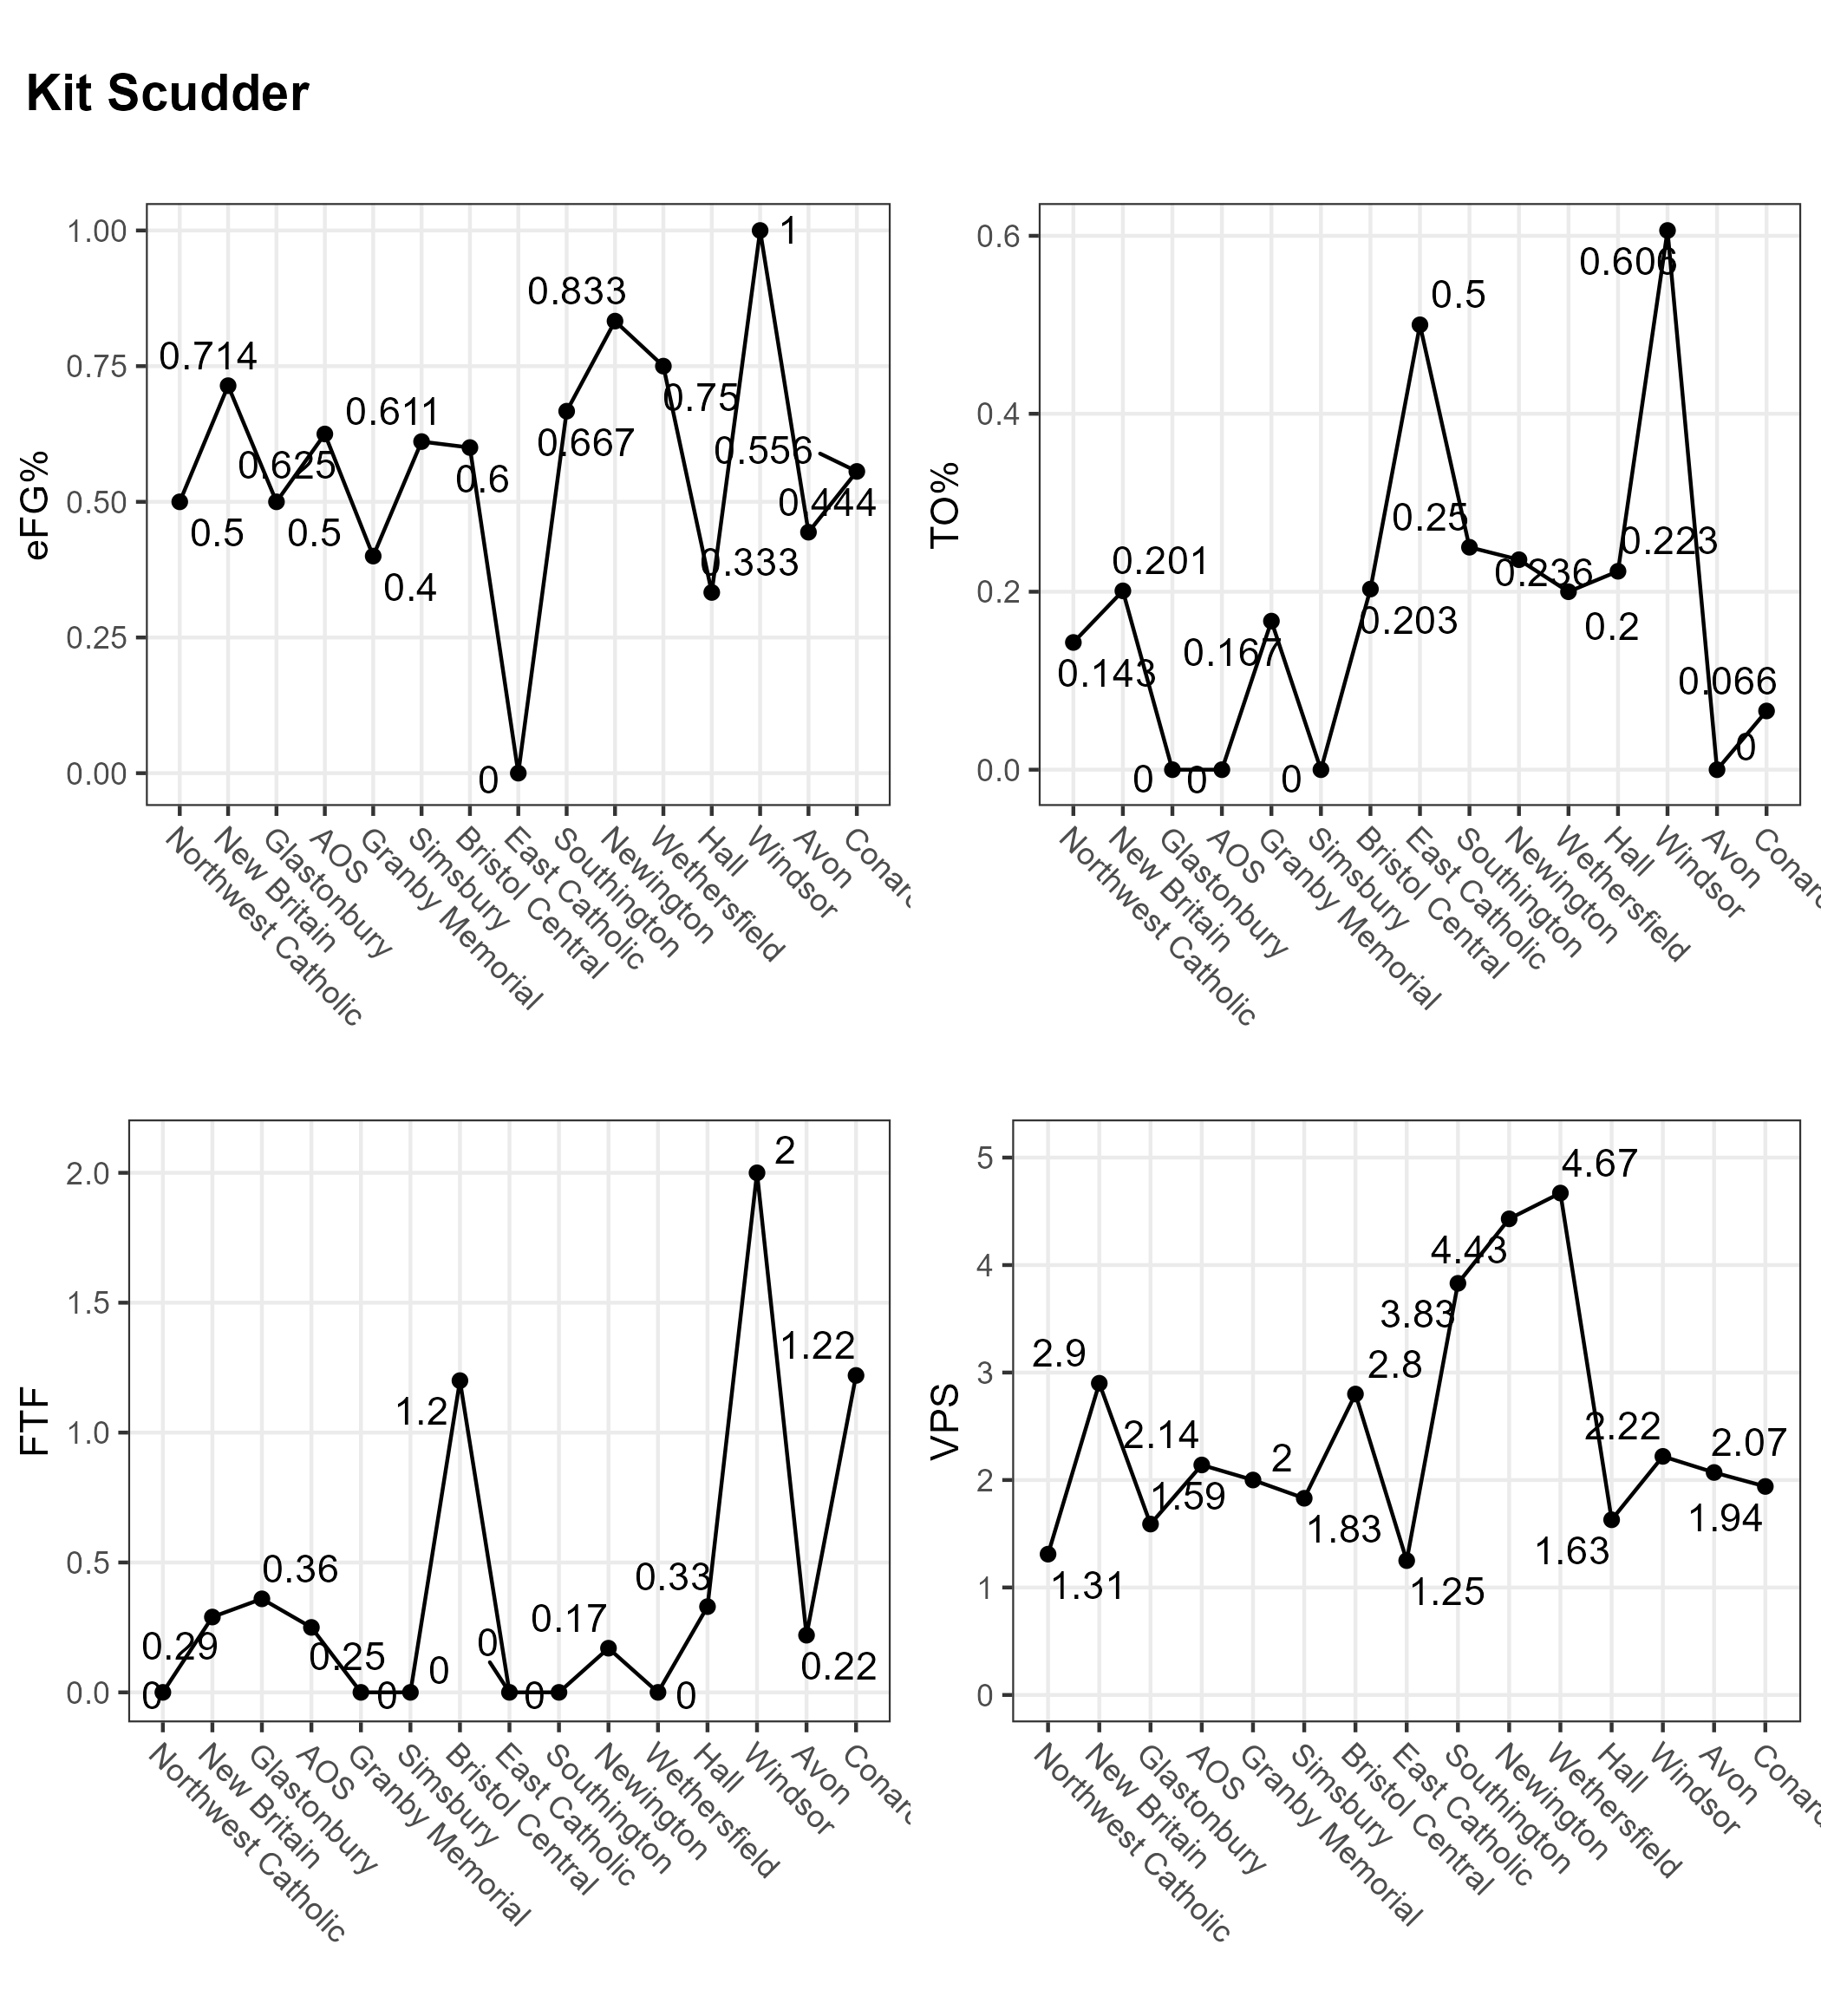 Kit Scudder
eFG%
1.00
0.75
0.50
0.25
0.00
0.5
0.714
0.5
0.625
0.4
0.611
0.6
0
0.667
0.833
0.75
0.333
1
0.444
0.556
Northwest Catholic
New Britain
Glastonbury
AOS
Granby Memorial
Simsbury
Bristol Central
East Catholic
Southington
Newington
Wethersfield
Hall
Windsor
Avon
Conar
TO%
0.6
0.4
0.2
0.0
0.143
0.201
0
0
0.167
0
0.203
0.5
0.25
0.236
0.2
0.223
0.606
0
0.066
Northwest Catholic
New Britain
Glastonbury
AOS
Granby Memorial
Simsbury
Bristol Central
East Catholic
Southington
Newington
Wethersfield
Hall
Windsor
Avon
Conar
FTF
2.0
1.5
1.0
0.5
0.0
0
0.29
0.36
0.25
0
0
1.2
0
0
0.17
0
0.33
2
0.22
1.22
Northwest Catholic
New Britain
Glastonbury
AOS
Granby Memorial
Simsbury
Bristol Central
East Catholic
Southington
Newington
Wethersfield
Hall
Windsor
Avon
Conar
VPS
5
4
3
2
1
0
1.31
2.9
1.59
2.14
2
1.83
2.8
1.25
3.83
4.43
4.67
1.63
2.22
2.07
1.94
Northwest Catholic
New Britain
Glastonbury
AOS
Granby Memorial
Simsbury
Bristol Central
East Catholic
Southington
Newington
Wethersfield
Hall
Windsor
Avon
Conar